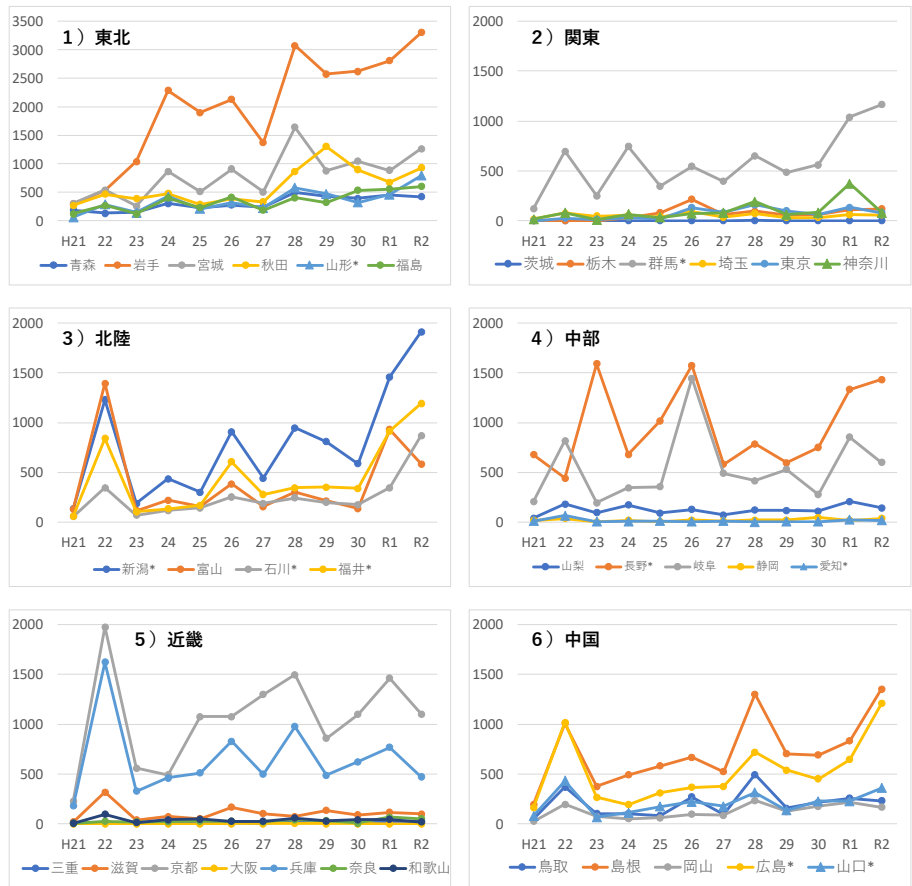 1）東北
3500
3000
2500
2000
1500
1000
500
0
H21 22 23 24 25 26 27 28 29 30 R1 R2
青森 岩手 宮城 秋田 山形* 福島
2）関東
2000
1500
1000
500
0
H21 22 23 24 25 26 27 28 29 30 R1 R2
茨城 栃木 群馬* 埼玉 東京 神奈川
3）北陸
2000
1500
1000
500
0
H21 22 23 24 25 26 27 28 29 30 R1 R2
新潟* 富山 石川* 福井*
4）中部
2000
1500
1000
500
0
H21 22 23 24 25 26 27 28 29 30 R1 R2
山梨 長野* 岐阜 静岡 愛知*
5）近畿
2000
1500
1000
500
0
H21 22 23 24 25 26 27 28 29 30 R1 R2
三重 滋賀 京都 大阪 兵庫 奈良 和歌山
6）中国
2000
1500
1000
500
0
H21 22 23 24 25 26 27 28 29 30 R1 R2
鳥取 島根 岡山 広島* 山口*